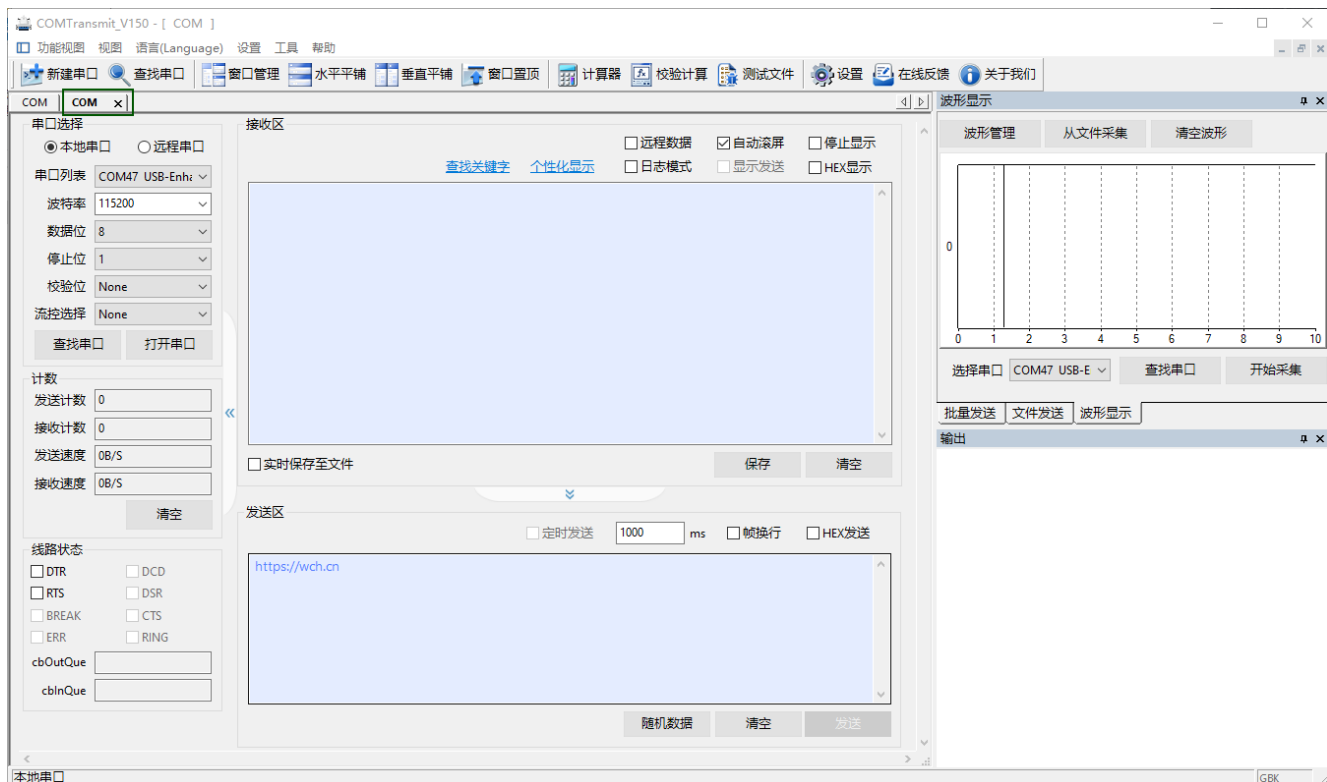 COMTransmit_V150 - [ COM ]
功能视图 视图 语言(Language) 设置 工具 帮助
新建串口 查找串口 窗口管理 水平平铺 垂直平铺 窗口置顶 计算器 校验计算 测试文件 设置 在线反馈 关于我们
COM COM x
串口选择
本地串口 远程串口
串口列表 COM47 USB-Enha
波特率 115200
数据位 8
停止位 1
校验位 None
流控选择 None
查找串口 打开串口
计数
发送计数 0
接收计数 0
发送速度 0B/S
接收速度 0B/S
清空
线路状态
DTR DCD
RTS DSR
BREAK CTS
ERR RING
cbOutQue
cbInQue
接收区
远程数据 自动滚屏 停止显示
查找关键字 个性化显示 日志模式 显示发送 HEX显示
实时保存至文件 保存 清空
发送区
定时发送 1000 ms 帧换行 HEX发送
https://wch.cn
随机数据 清空 发送
波形显示
波形管理 从文件采集 清空波形
0
0 1 2 3 4 5 6 7 8 9 10
选择串口 COM47 USB-E 查找串口 开始采集
批量发送 文件发送 波形显示
输出
本地串口 GBK